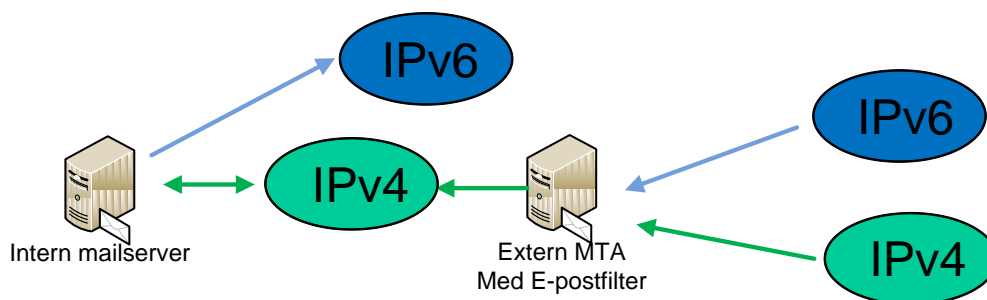 IPv6
IPv6
IPv4
IPv4
Intern mailserver
Extern MTA
Med E-postfilter